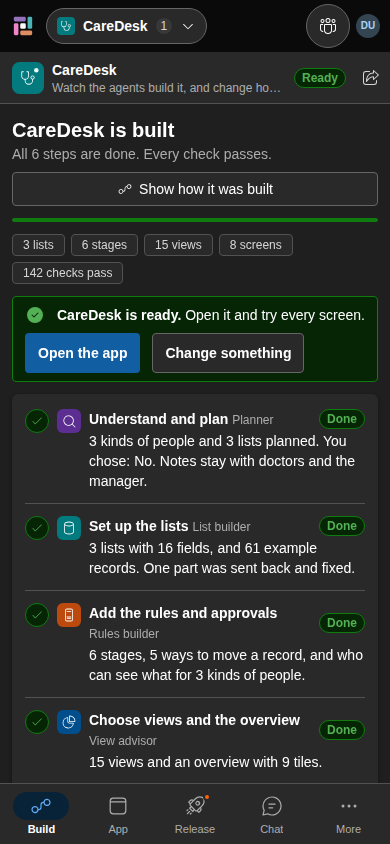 CareDesk 1
DU
CareDesk
Watch the agents build it, and change ho...
Ready
CareDesk is built
All 6 steps are done. Every check passes.
Show how it was built
3 lists
6 stages
15 views
8 screens
142 checks pass
CareDesk is ready. Open it and try every screen.
Open the app
Change something
Understand and plan Planner
Done
3 kinds of people and 3 lists planned. You
chose: No. Notes stay with doctors and the
manager.
Set up the lists List builder
Done
3 lists with 16 fields, and 61 example
records. One part was sent back and fixed.
Add the rules and approvals
Rules builder
Done
6 stages, 5 ways to move a record, and who
can see what for 3 kinds of people.
Choose views and the overview
View advisor
Done
15 views and an overview with 9 tiles.
Build
App
Release
Chat
More